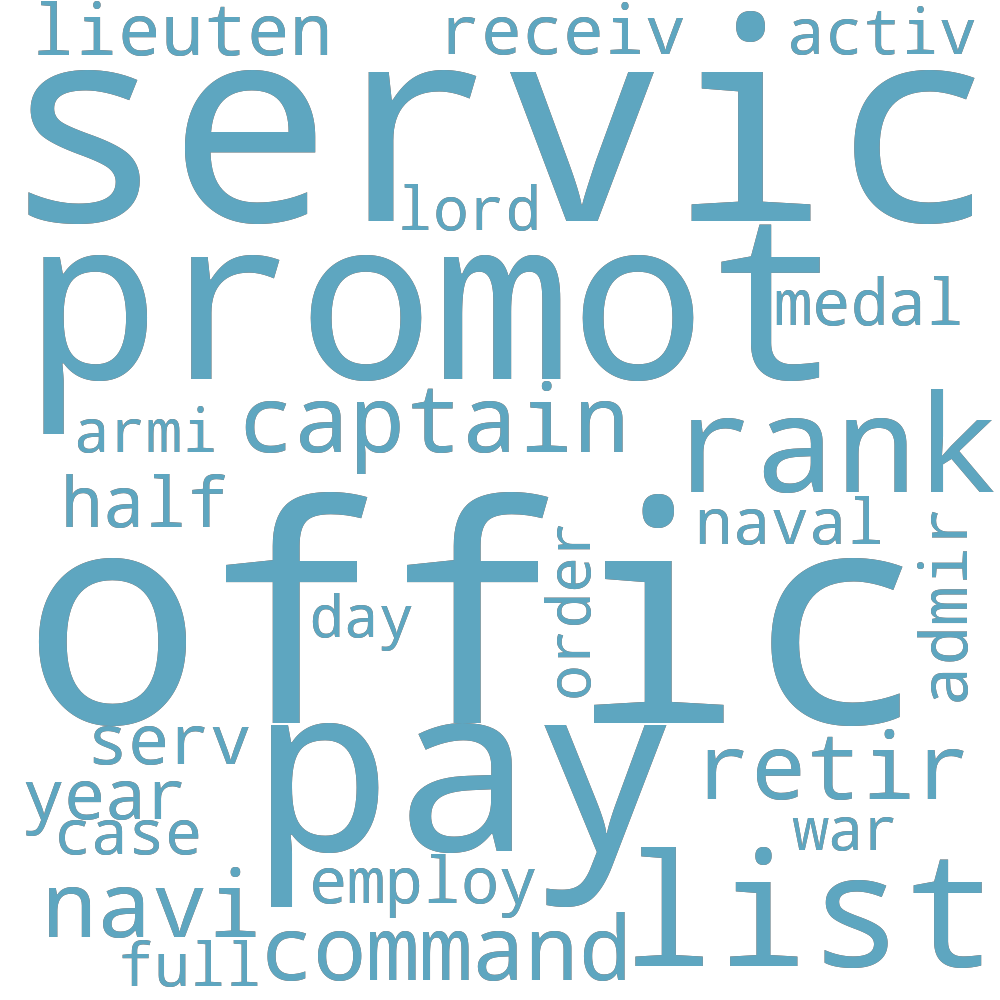 lieuten receiv activ
servic
lord
promot
medal
captain
armi
rank
half
naval
offic
order
admir
day
serv
pay
retir
year
case
war
employ
navi
list
command
full